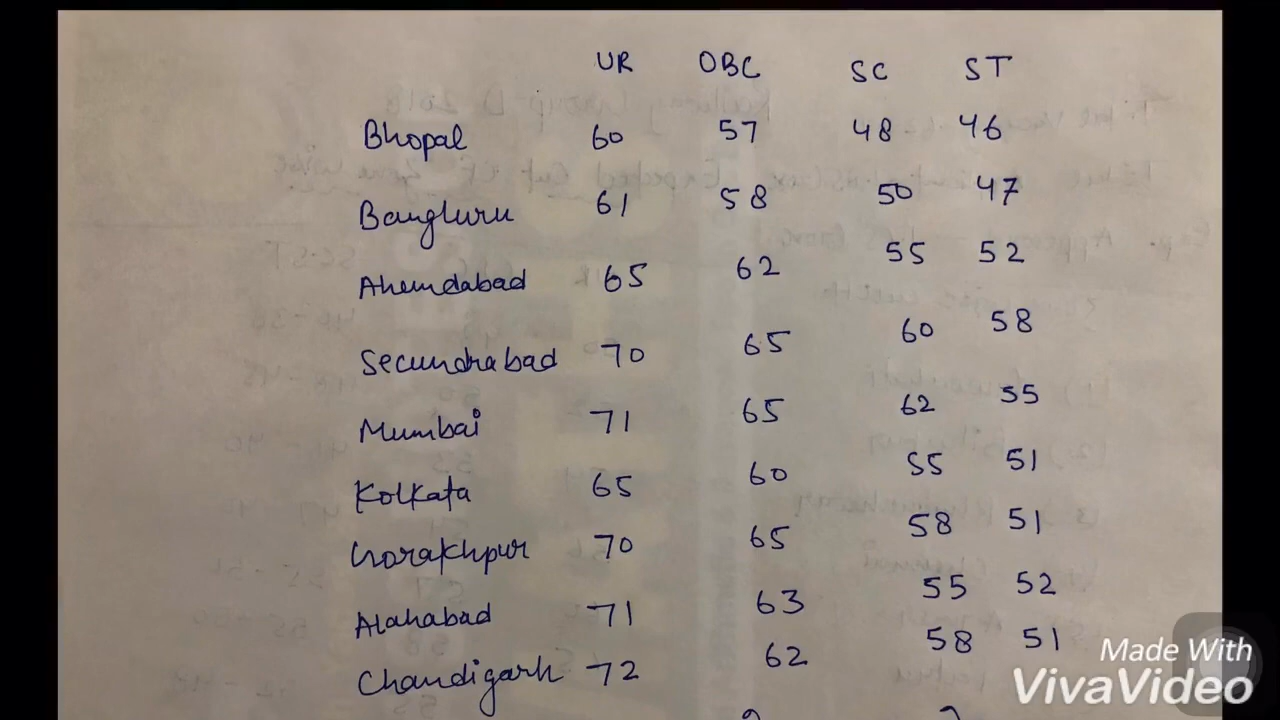 UR OBC SC ST
Bhopal 60 57 48 46
Bangluru 61 58 50 47
Ahemdabad 65 62 55 52
Secundrabad 70 65 60 58
Mumbai 71 65 62 55
Kolkata 65 60 55 51
Gorakhpur 70 65 58 51
Alahabad 71 63 55 52
Chandigarh 72 62 58 51
Made With
VivaVideo